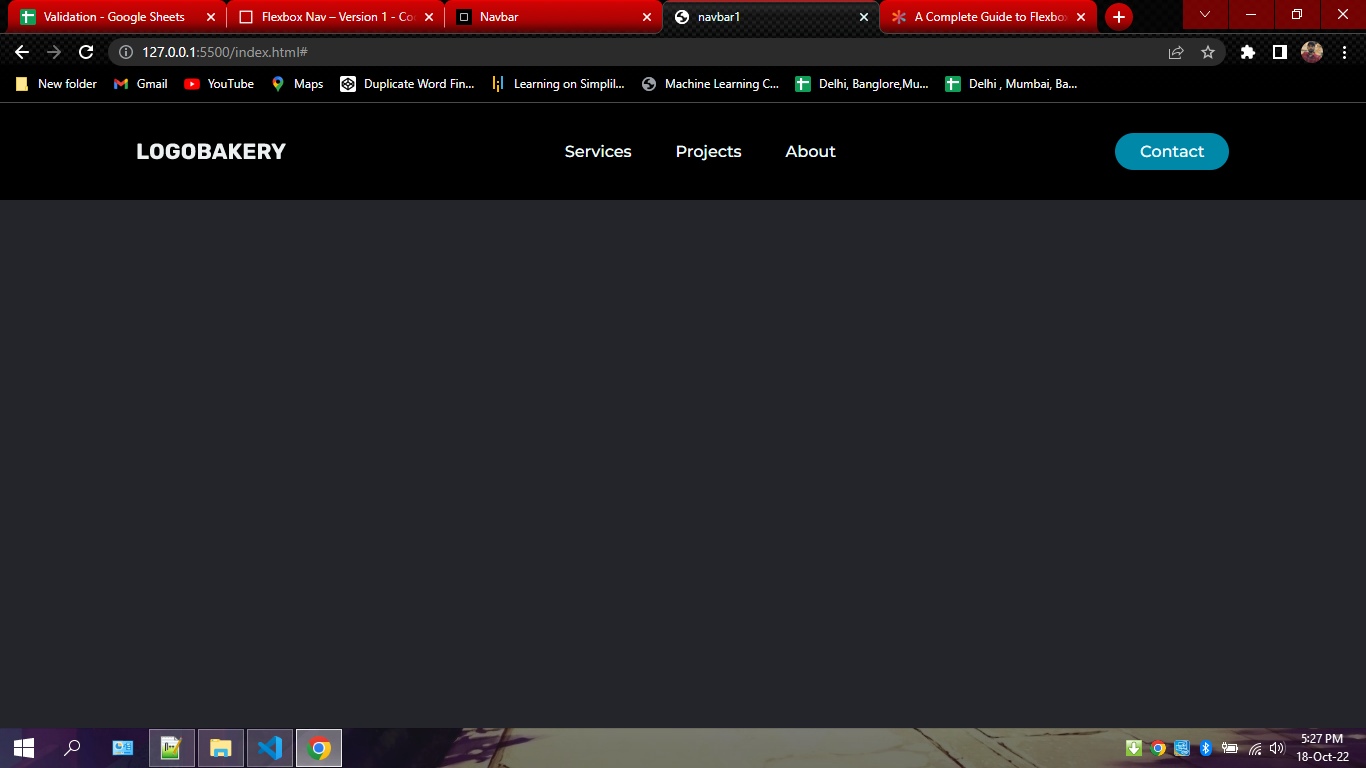 Validation - Google Sheets
Flexbox Nav – Version 1 - Co
Navbar
navbar1
A Complete Guide to Flexbo
127.0.0.1:5500/index.html#
New folder
Gmail
YouTube
Maps
Duplicate Word Fin...
Learning on Simplil...
Machine Learning C...
Delhi, Banglore,Mu...
Delhi , Mumbai, Ba...
LOGOBAKERY
Services
Projects
About
Contact
5:27 PM
18-Oct-22